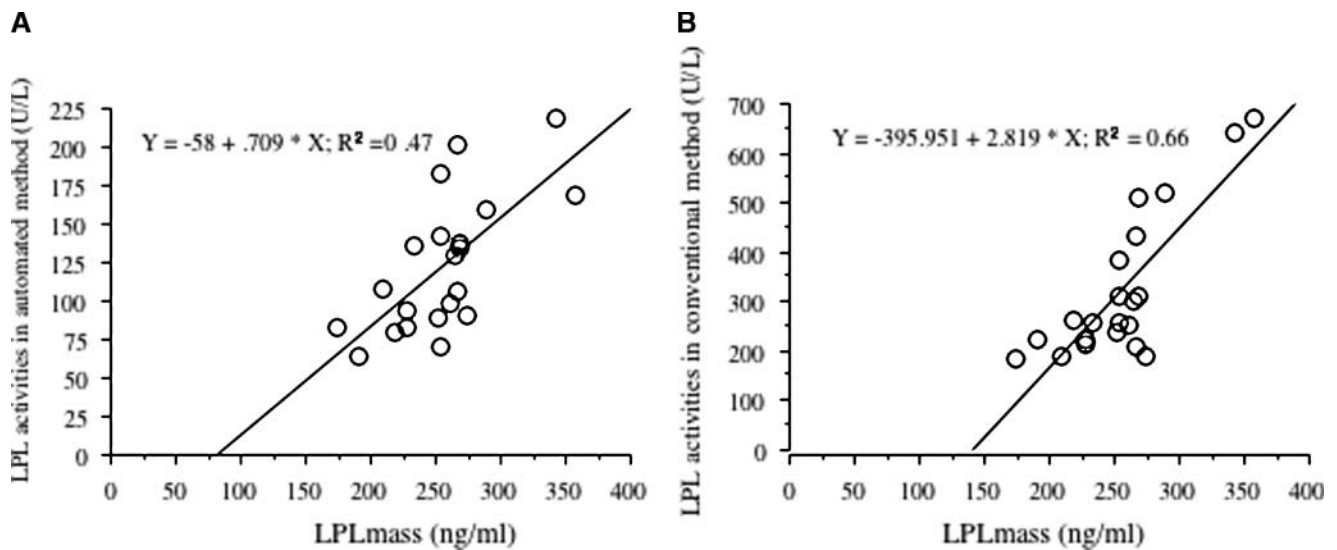 A
LPL activities in automated method (U/L)
225
200
175
150
125
100
75
50
25
0
Y = -58 + .709 * X; R² =0 .47
0 50 100 150 200 250 300 350 400
LPLmass (ng/ml)
B
LPL activities in conventional method (U/L)
700
600
500
400
300
200
100
0
Y = -395.951 + 2.819 * X; R² = 0.66
0 50 100 150 200 250 300 350 400
LPLmass (ng/ml)